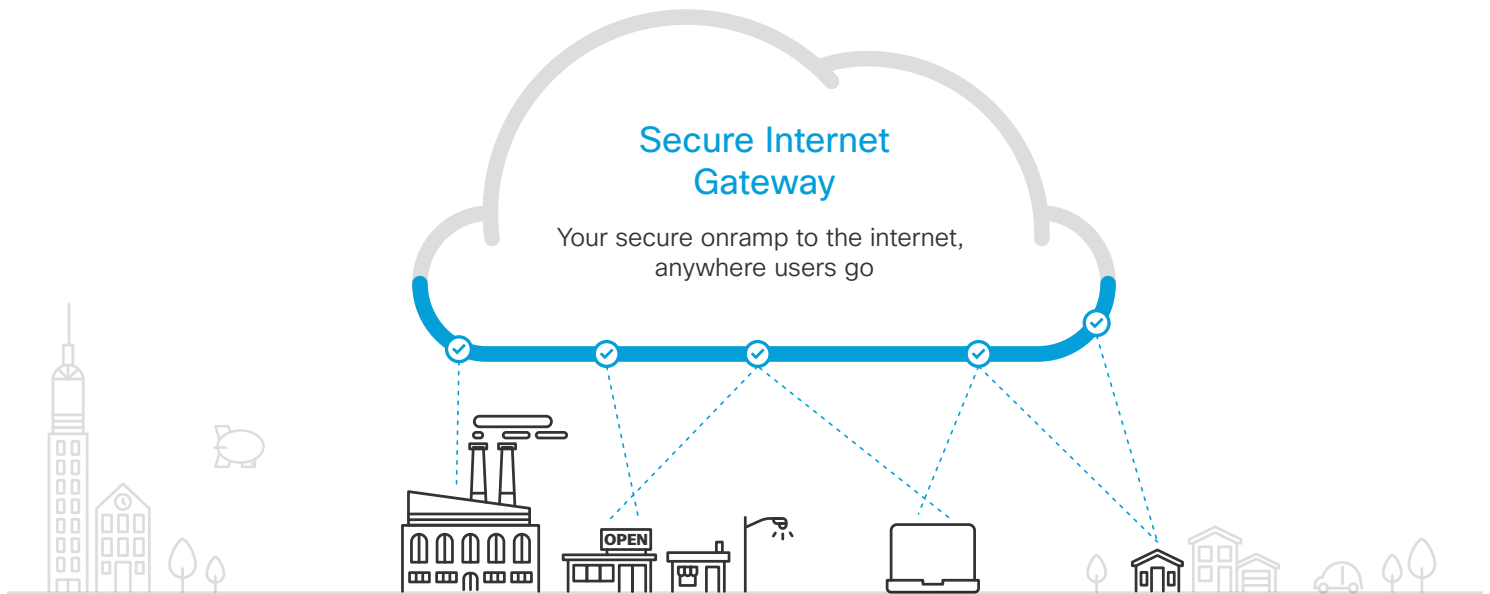 Secure Internet
Gateway
Your secure onramp to the internet,
anywhere users go
OPEN